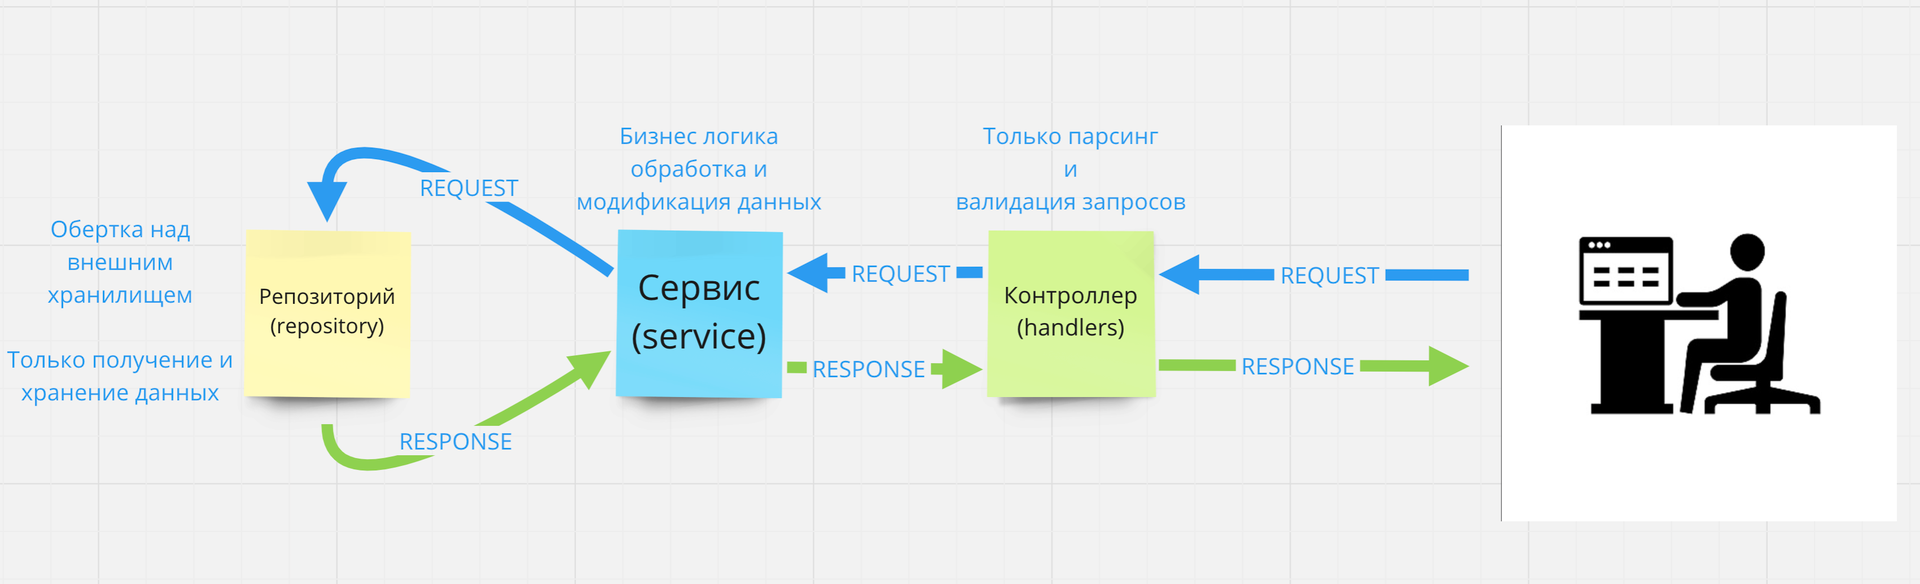 Обертка над
внешним
хранилищем
Только получение и
хранение данных
Репозиторий
(repository)
REQUEST
RESPONSE
Бизнес логика
обработка и
модификация данных
Сервис
(service)
REQUEST
RESPONSE
Только парсинг
и
валидация запросов
Контроллер
(handlers)
REQUEST
RESPONSE